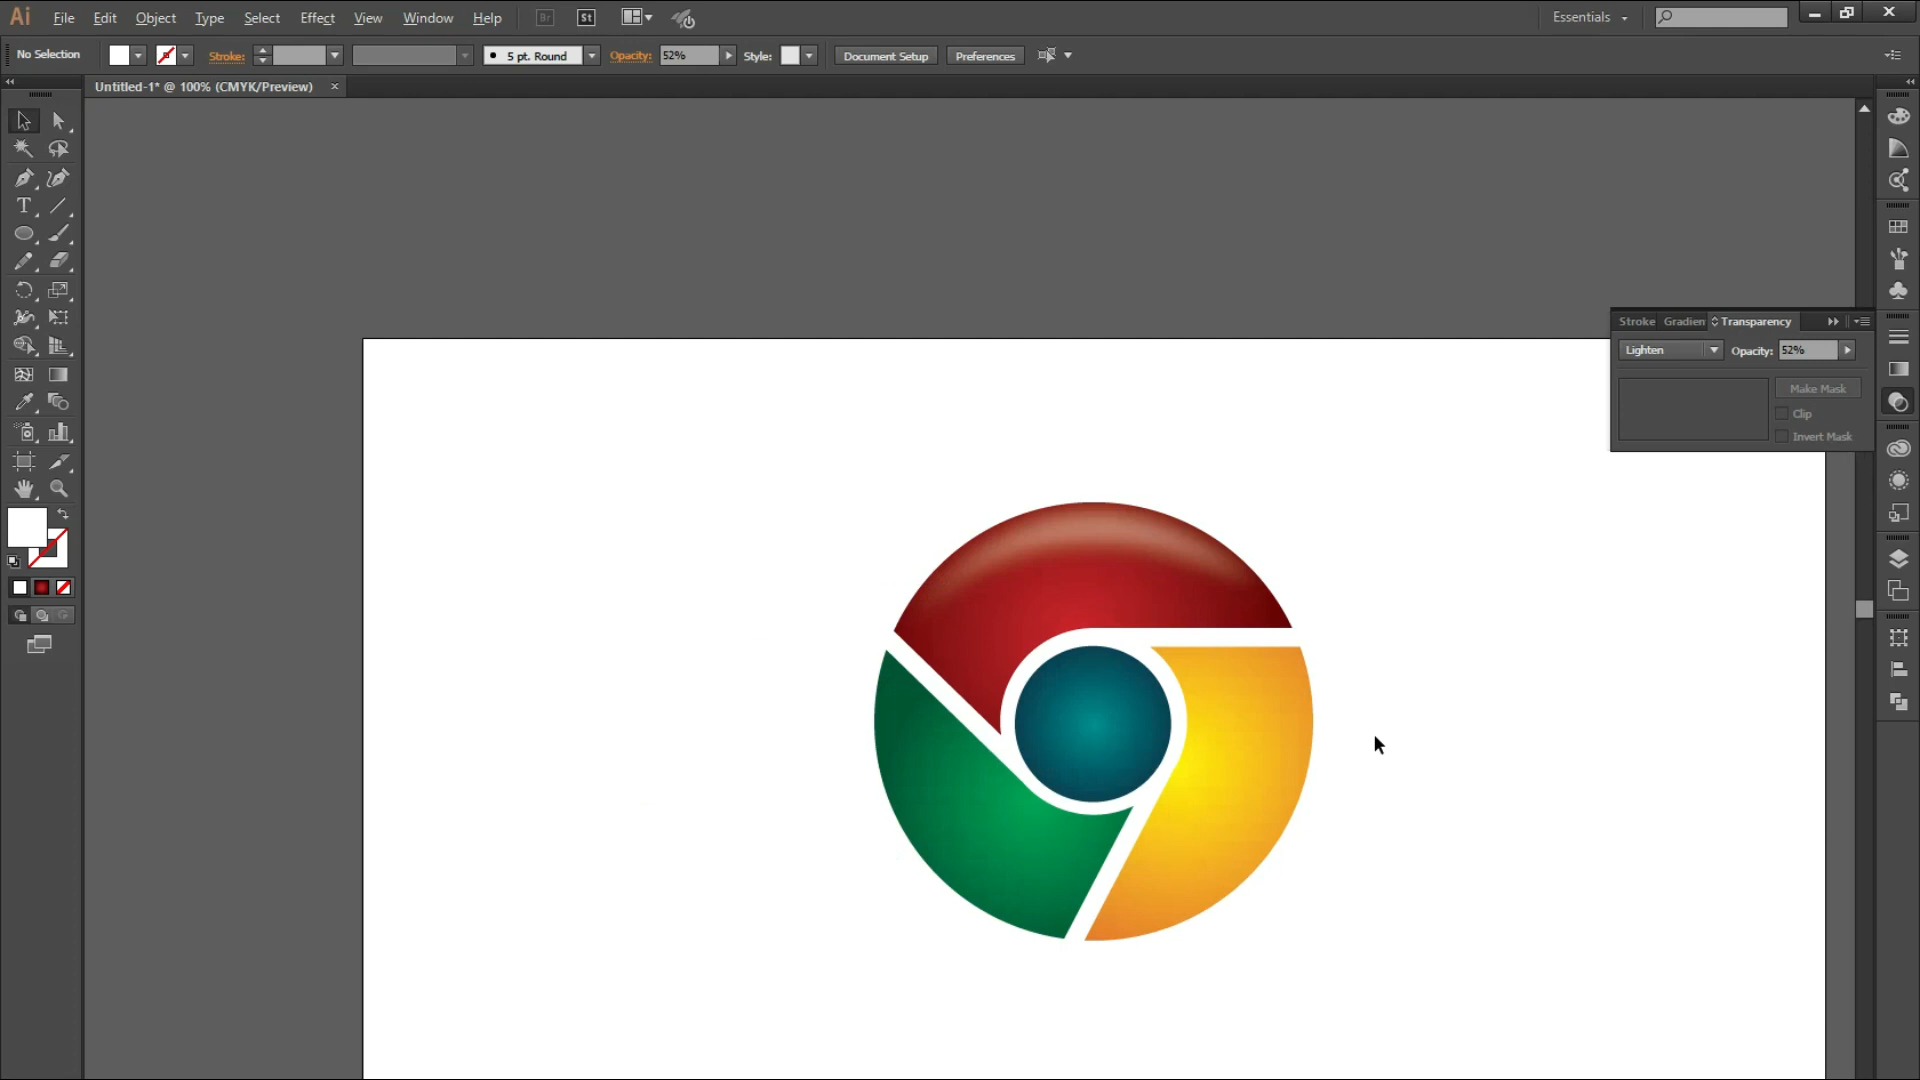 Ai File Edit Object Type Select Effect View Window Help Br St Essentials
No Selection Stroke: 5 pt. Round Opacity: 52% Style: Document Setup Preferences
Untitled-1* @ 100% (CMYK/Preview) ×
T
Stroke Gradien Transparency
Lighten Opacity: 52%
Make Mask
Clip
Invert Mask